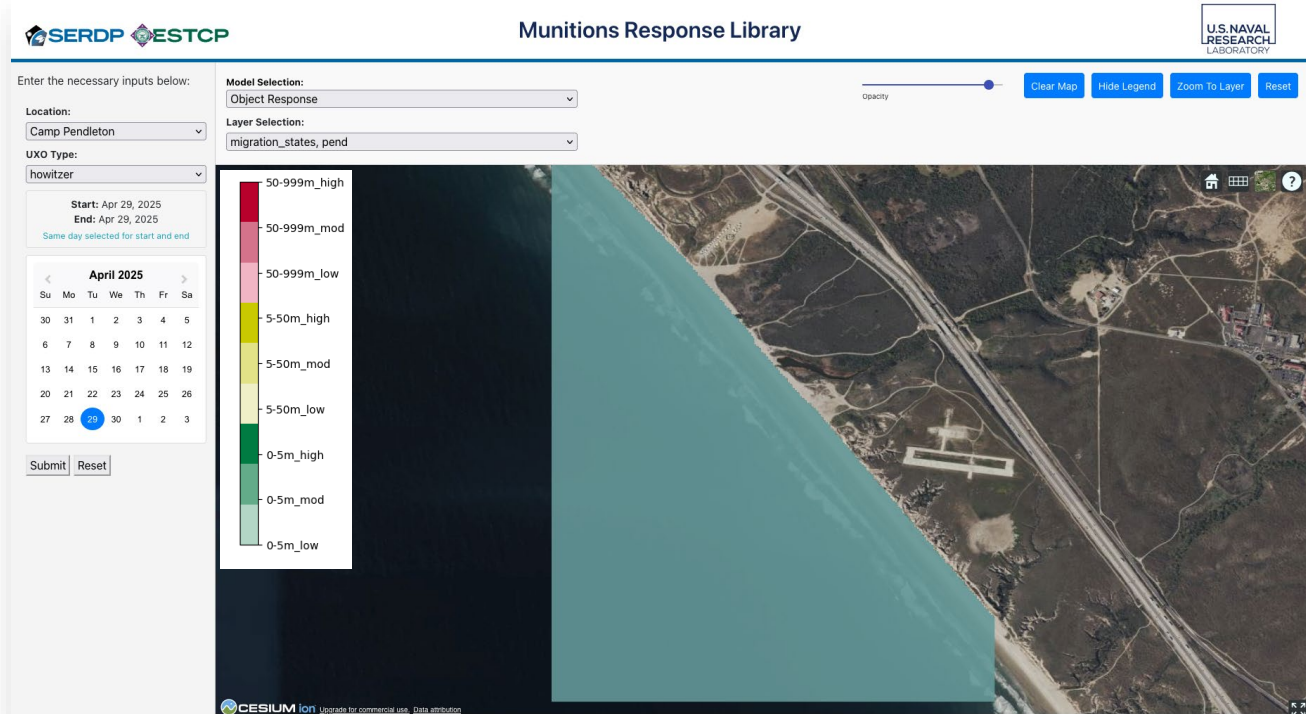 SERDP ESTCP
Munitions Response Library
U.S. NAVAL
RESEARCH
LABORATORY
Enter the necessary inputs below:
Location:
Camp Pendleton
UXO Type:
howitzer
Start: Apr 29, 2025
End: Apr 29, 2025
Same day selected for start and end
April 2025
Su Mo Tu We Th Fr Sa
30 31 1 2 3 4 5
6 7 8 9 10 11 12
13 14 15 16 17 18 19
20 21 22 23 24 25 26
27 28 29 30 1 2 3
Submit Reset
Model Selection:
Object Response
Layer Selection:
migration_states, pend
Opacity
Clear Map Hide Legend Zoom To Layer Reset
?
50-999m_high
50-999m_mod
50-999m_low
5-50m_high
5-50m_mod
5-50m_low
0-5m_high
0-5m_mod
0-5m_low
CESIUM ion Upgrade for commercial use. Data attribution